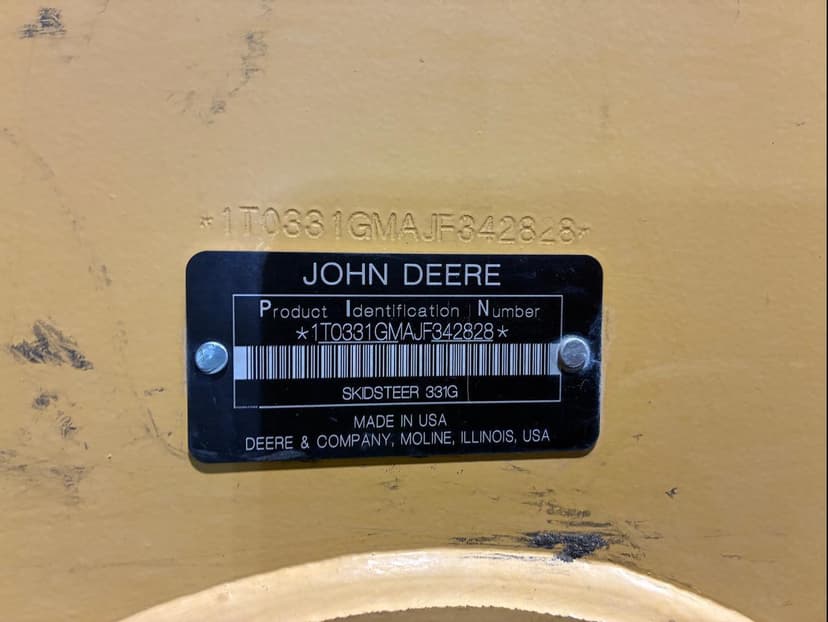 *1T0331GMAJF342828*
JOHN DEERE
Product Identification Number
*1T0331GMAJF342828*
SKIDSTEER 331G
MADE IN USA
DEERE & COMPANY, MOLINE, ILLINOIS, USA